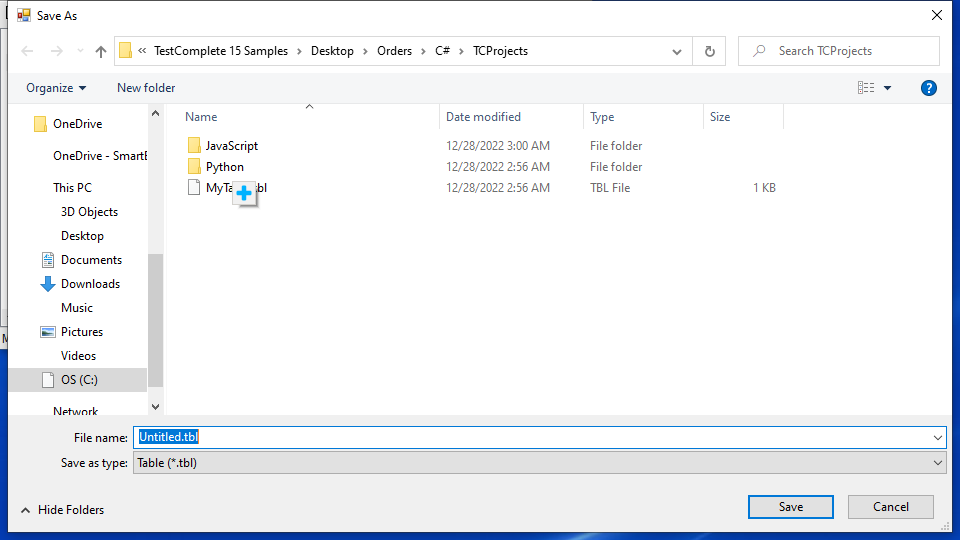 Save As
« TestComplete 15 Samples > Desktop > Orders > C# > TCProjects
Search TCProjects
Organize
New folder
Name Date modified Type Size
OneDrive
OneDrive - SmartB
This PC
3D Objects
Desktop
Documents
Downloads
Music
Pictures
Videos
OS (C:)
Network
JavaScript 12/28/2022 3:00 AM File folder
Python 12/28/2022 2:56 AM File folder
12/28/2022 2:56 AM TBL File 1 KB
File name: Untitled.tbl
Save as type: Table (*.tbl)
Hide Folders
Save
Cancel